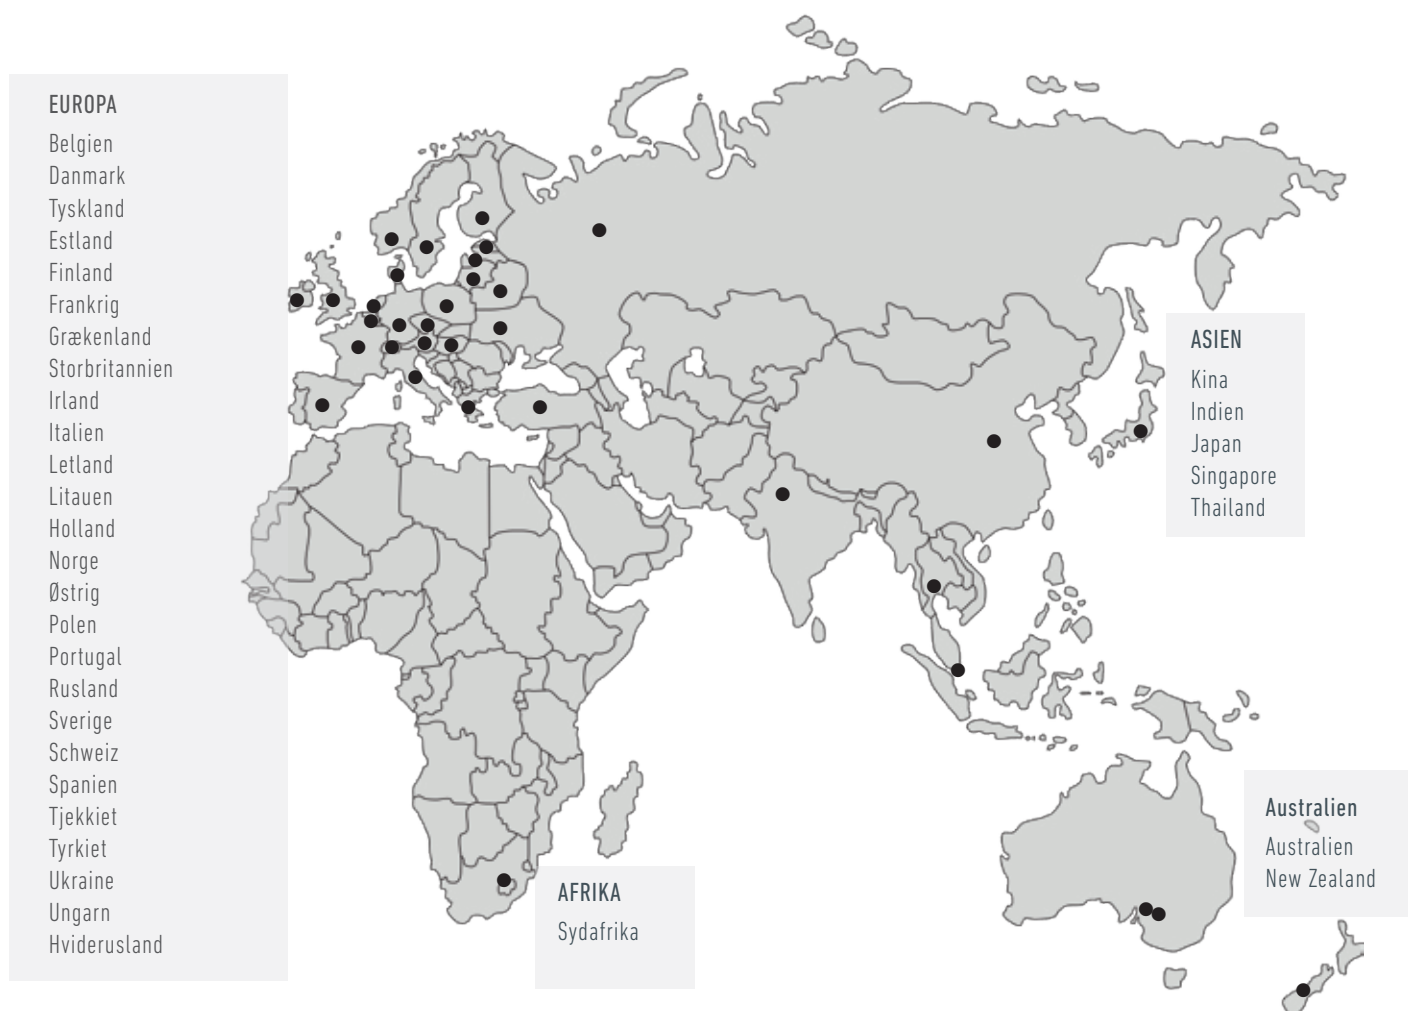 EUROPA
Belgien
Danmark
Tyskland
Estland
Finland
Frankrig
Grækenland
Storbritannien
Irland
Italien
Letland
Litauen
Holland
Norge
Østrig
Polen
Portugal
Rusland
Sverige
Schweiz
Spanien
Tjekkiet
Tyrkiet
Ukraine
Ungarn
Hviderusland
ASIEN
Kina
Indien
Japan
Singapore
Thailand
AFRIKA
Sydafrika
Australien
Australien
New Zealand